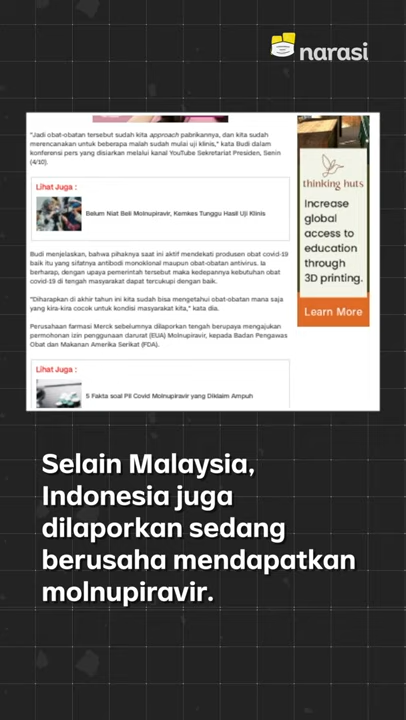 narasi
"Jadi obat-obatan tersebut sudah kita approach pabrikannya, dan kita sudah
merencanakan untuk beberapa malah sudah mulai uji klinis," kata Budi dalam
konferensi pers yang disiarkan melalui kanal YouTube Sekretariat Presiden, Senin
(4/10).
Lihat Juga :
Belum Niat Beli Molnupiravir, Kemkes Tunggu Hasil Uji Klinis
Budi menjelaskan, bahwa pihaknya saat ini aktif mendekati produsen obat covid-19
baik itu yang sifatnya antibodi monoklonal maupun obat-obatan antivirus. Ia
berharap, dengan upaya pemerintah tersebut maka kedepannya kebutuhan obat
covid-19 di tengah masyarakat dapat tercukupi dengan baik.
"Diharapkan di akhir tahun ini kita sudah bisa mengetahui obat-obatan mana saja
yang kira-kira cocok untuk kondisi masyarakat kita," kata dia.
Perusahaan farmasi Merck sebelumnya dilaporkan tengah berupaya mengajukan
permohonan izin penggunaan darurat (EUA) Molnupiravir, kepada Badan Pengawas
Obat dan Makanan Amerika Serikat (FDA).
Lihat Juga :
5 Fakta soal Pil Covid Molnupiravir yang Diklaim Ampuh
thinking huts
Increase
global
access to
education
through
3D printing.
Learn More
Selain Malaysia,
Indonesia juga
dilaporkan sedang
berusaha mendapatkan
molnupiravir.